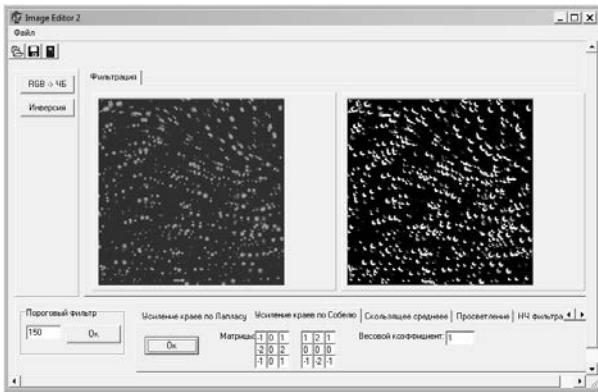 Image Editor 2
Файл
RGB -> ЧБ
Инверсия
Фильтрация
Пороговый фильтр
150
Ок
Усиление краев по Лапласу
Усиление краев по Собелю
Скользящее среднее
Просветление
НЧ фильтра
Ок
Матрицы:
-1 0 1
-2 0 2
-1 0 1
1 2 1
0 0 0
-1 -2 -1
Весовой коэффициент:
1